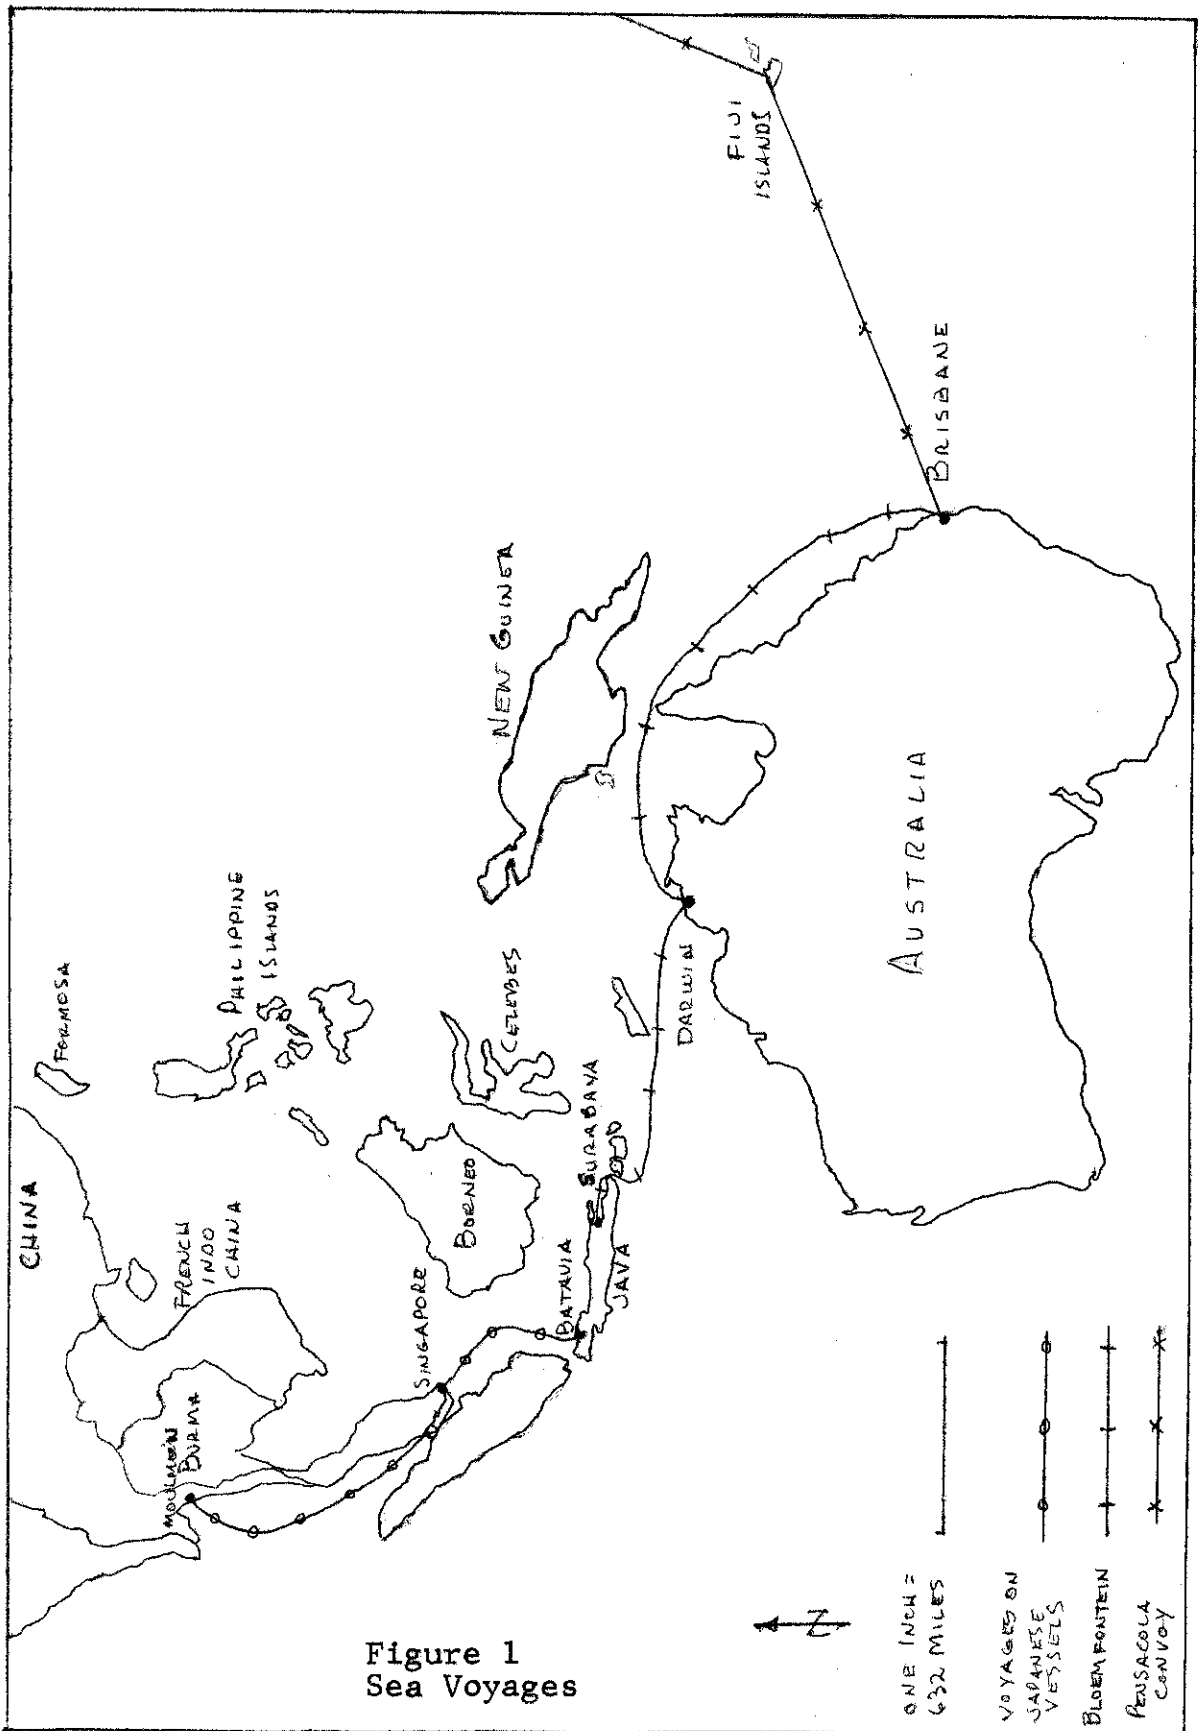 CHINA
FORMOSA
FRENCH
INDO
CHINA
PHILIPPINE
ISLANDS
MOULMEIN
BURMA
SINGAPORE
BORNEO
CELEBES
NEW GUINEA
FIJI
ISLANDS
BATAVIA
SURABAYA
JAVA
DARWIN
BRISBANE
AUSTRALIA
N
ONE INCH =
632 MILES
VOYAGES ON
JAPANESE
VESSELS
BLOEMFONTEIN
PENSACOLA
CONVOY
Figure 1
Sea Voyages